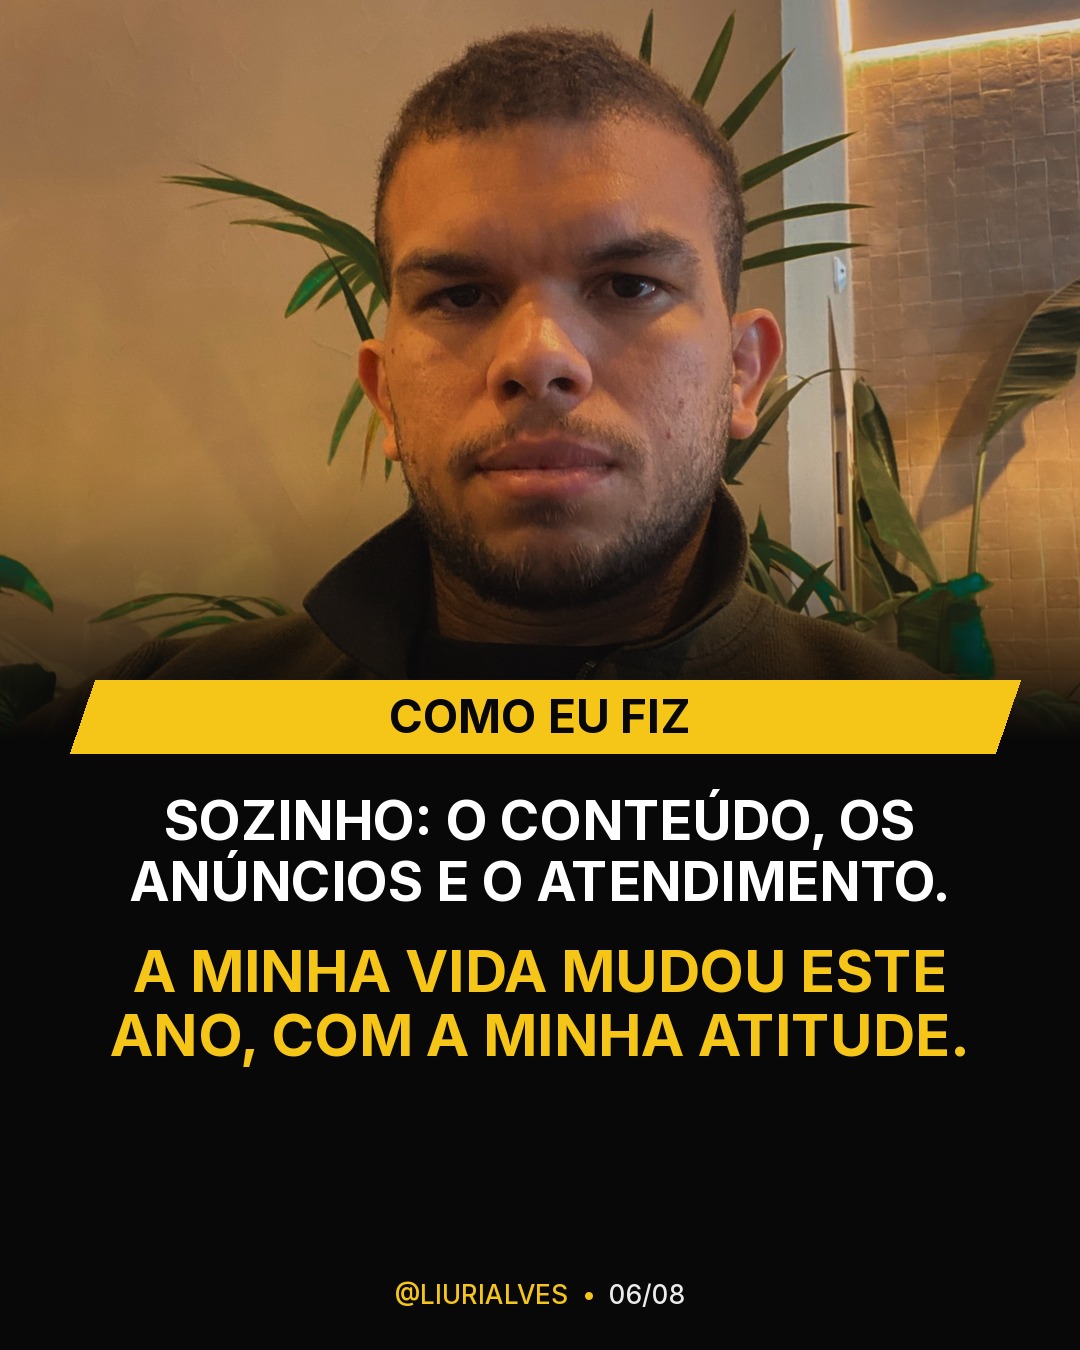 COMO EU FIZ
SOZINHO: O CONTEÚDO, OS
ANÚNCIOS E O ATENDIMENTO.
A MINHA VIDA MUDOU ESTE
ANO, COM A MINHA ATITUDE.
@LIURIALVES • 06/08